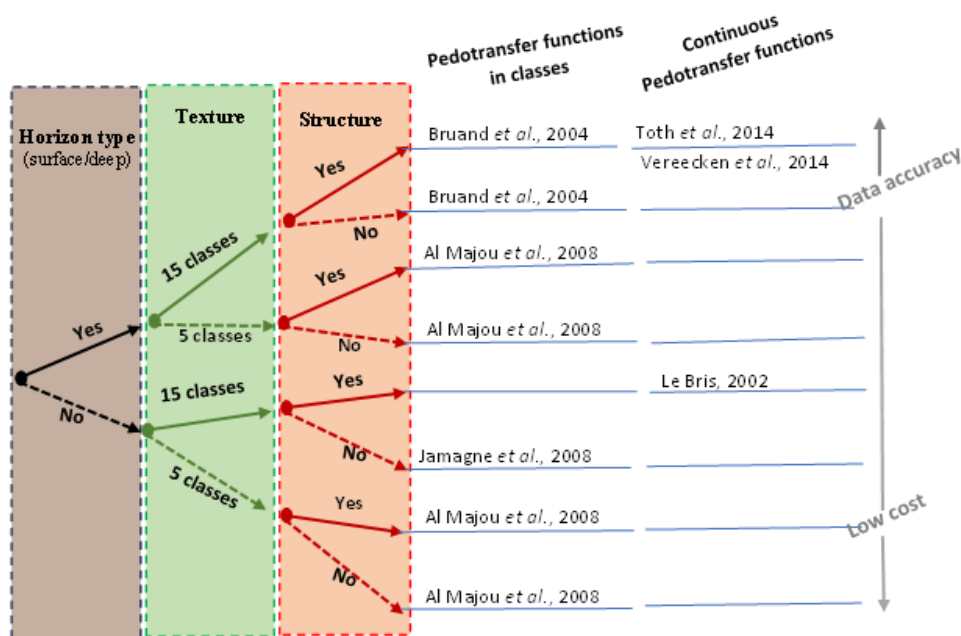 Pedotransfer functions
in classes
Continuous
Pedotransfer functions
Horizon type
(surface/deep)
Texture
Structure
Yes
Bruand et al., 2004
Toth et al., 2014
Vereecken et al., 2014
No
Bruand et al., 2004
Data accuracy
15 classes
Yes
Al Majou et al., 2008
Yes
5 classes
No
Al Majou et al., 2008
15 classes
Yes
Le Bris, 2002
No
No
Jamagne et al., 2008
5 classes
Yes
Al Majou et al., 2008
Low cost
No
Al Majou et al., 2008